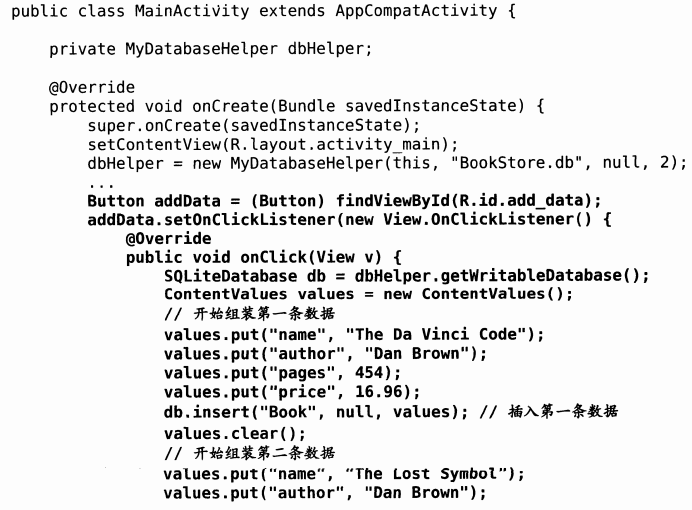 public class MainActivity extends AppCompatActivity {
private MyDatabaseHelper dbHelper;
@Override
protected void onCreate(Bundle savedInstanceState) {
super.onCreate(savedInstanceState);
setContentView(R.layout.activity_main);
dbHelper = new MyDatabaseHelper(this, "BookStore.db", null, 2);
...
Button addData = (Button) findViewById(R.id.add_data);
addData.setOnClickListener(new View.OnClickListener() {
@Override
public void onClick(View v) {
SQLiteDatabase db = dbHelper.getWritableDatabase();
ContentValues values = new ContentValues();
// 开始组装第一条数据
values.put("name", "The Da Vinci Code");
values.put("author", "Dan Brown");
values.put("pages", 454);
values.put("price", 16.96);
db.insert("Book", null, values); // 插入第一条数据
values.clear();
// 开始组装第二条数据
values.put("name", "The Lost Symbol");
values.put("author", "Dan Brown");